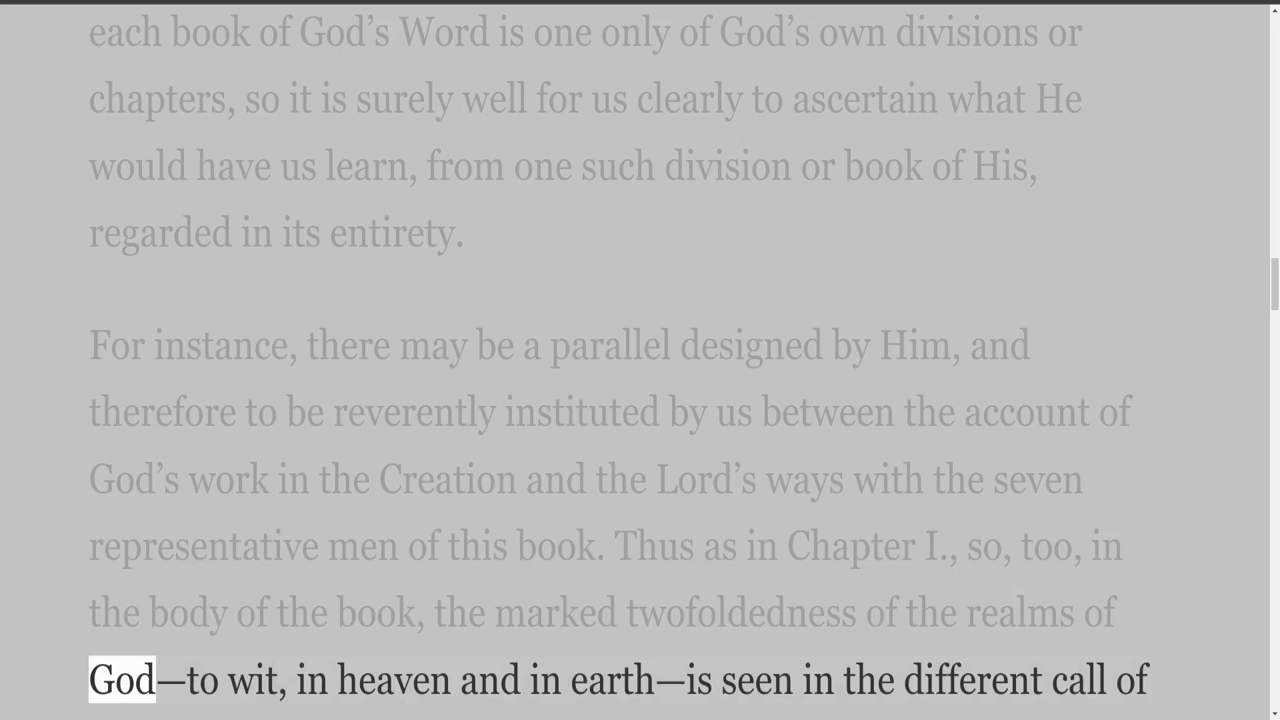 each book of God’s Word is one only of God’s own divisions or
chapters, so it is surely well for us clearly to ascertain what He
would have us learn, from one such division or book of His,
regarded in its entirety.
For instance, there may be a parallel designed by Him, and
therefore to be reverently instituted by us between the account of
God’s work in the Creation and the Lord’s ways with the seven
representative men of this book. Thus as in Chapter I., so, too, in
the body of the book, the marked twofoldedness of the realms of
God—to wit, in heaven and in earth—is seen in the different call of